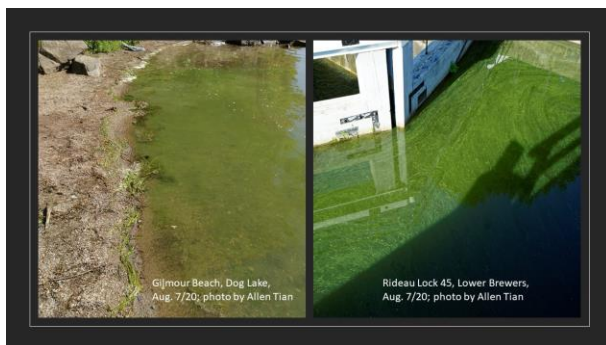 Gilmour Beach, Dog Lake,
Aug. 7/20; photo by Allen Tian
Rideau Lock 45, Lower Brewers,
Aug. 7/20; photo by Allen Tian